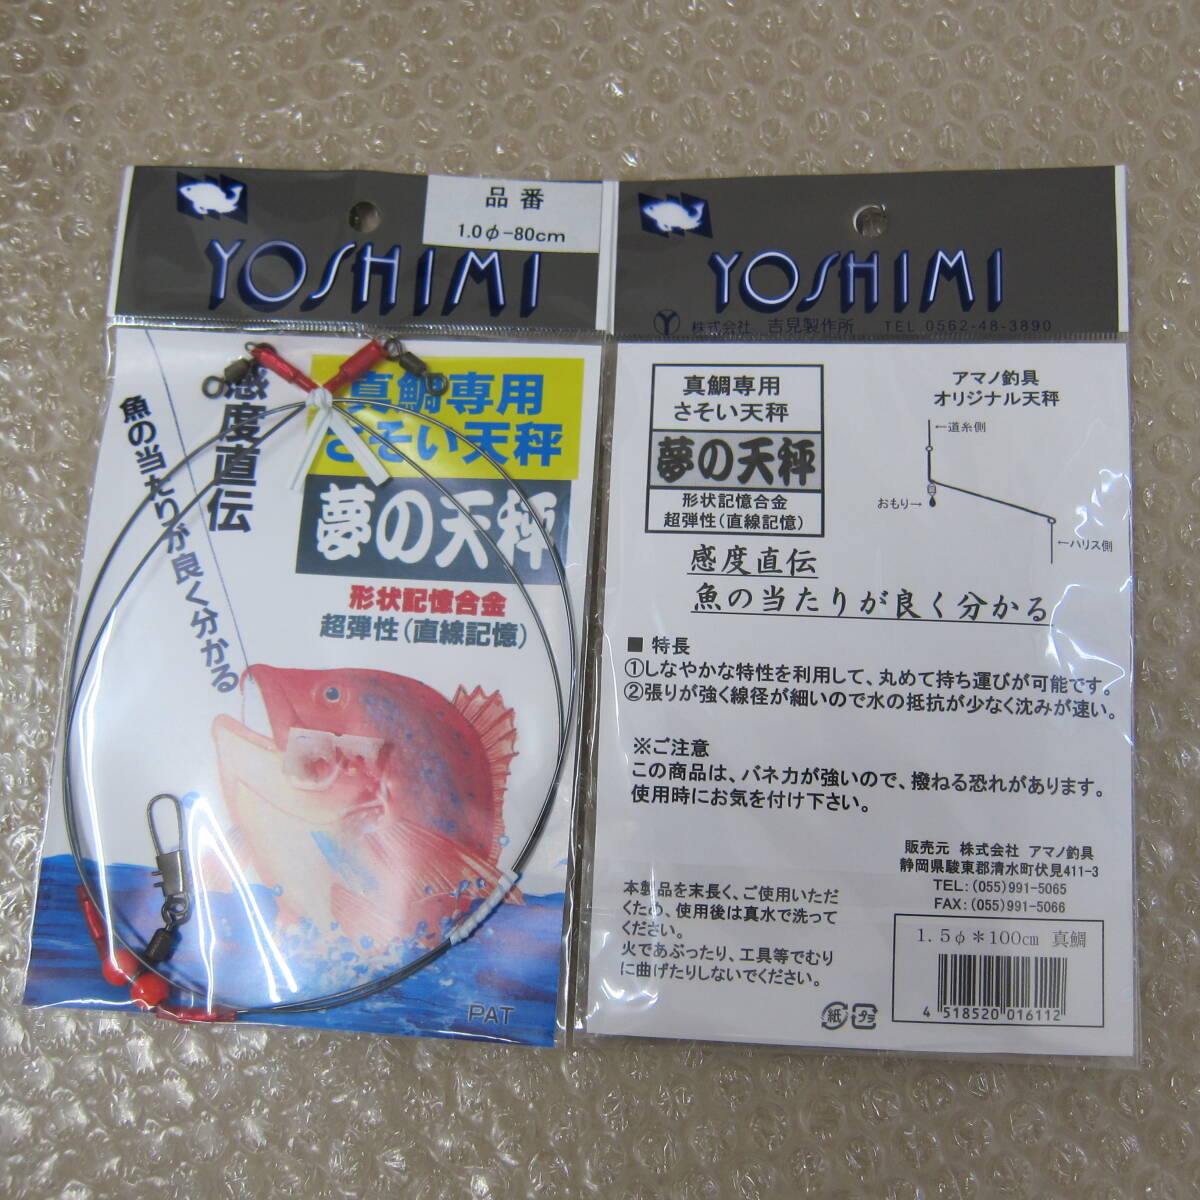 品番
1.0φ-80cm
YOSHIMI
真鯛専用
さそい天秤
夢の天秤
形状記憶合金
超弾性(直線記憶)
感度直伝
魚の当たりが良く分かる
PAT
YOSHIMI
株式会社 吉見製作所 TEL 0562-48-3890
真鯛専用
さそい天秤
夢の天秤
形状記憶合金
超弾性(直線記憶)
アマノ釣具
オリジナル天秤
←道糸側
おもり→
←ハリス側
感度直伝
魚の当たりが良く分かる
■ 特長
①しなやかな特性を利用して、丸めて持ち運びが可能です。
②張りが強く線径が細いので水の抵抗が少なく沈みが速い。
※ご注意
この商品は、バネ力が強いので、撥ねる恐れがあります。
使用時にお気を付け下さい。
販売元 株式会社 アマノ釣具
静岡県駿東郡清水町伏見411-3
TEL:(055)991-5065
FAX:(055)991-5066
本製品を末長く、ご使用いただ
くため、使用後は真水で洗って
ください。
火であぶったり、工具等でむり
に曲げたりしないでください。
1.5φ*100cm 真鯛
4 518520 016112
紙 プラ